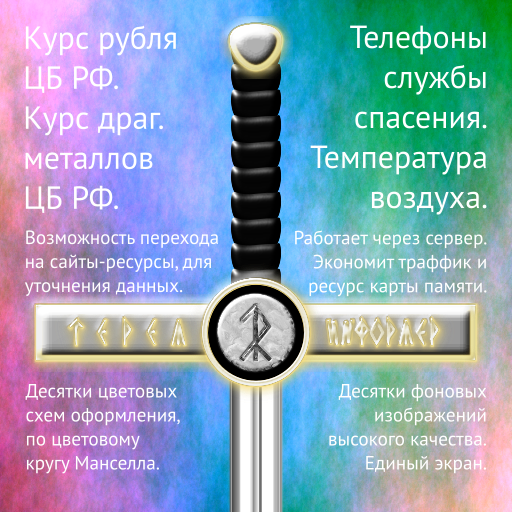 Курс рубля
ЦБ РФ.
Курс драг.
металлов
ЦБ РФ.
Телефоны
службы
спасения.
Температура
воздуха.
Возможность перехода
на сайты-ресурсы, для
уточнения данных.
Работает через сервер.
Экономит траффик и
ресурс карты памяти.
ТЕРЕМ ИНФОРМЕР
Десятки цветовых
схем оформления,
по цветовому
кругу Манселла.
Десятки фоновых
изображений
высокого качества.
Единый экран.